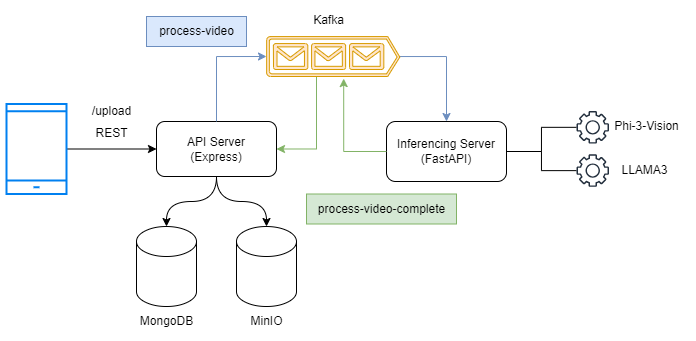 Kafka
process-video
/upload
REST
API Server
(Express)
Inferencing Server
(FastAPI)
Phi-3-Vision
LLAMA3
process-video-complete
MongoDB
MinIO